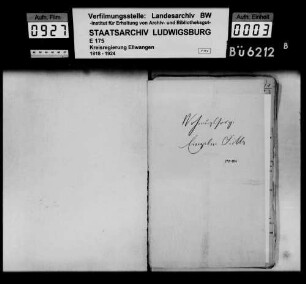 Aufn. Film
0927
Verfilmungsstelle: Landesarchiv BW
-Institut für Erhaltung von Archiv- und Bibliotheksgut-
STAATSARCHIV LUDWIGSBURG
E 175
Kreisregierung Ellwangen
1818 - 1924
Aufn. Einheit
0003
Bü 6212